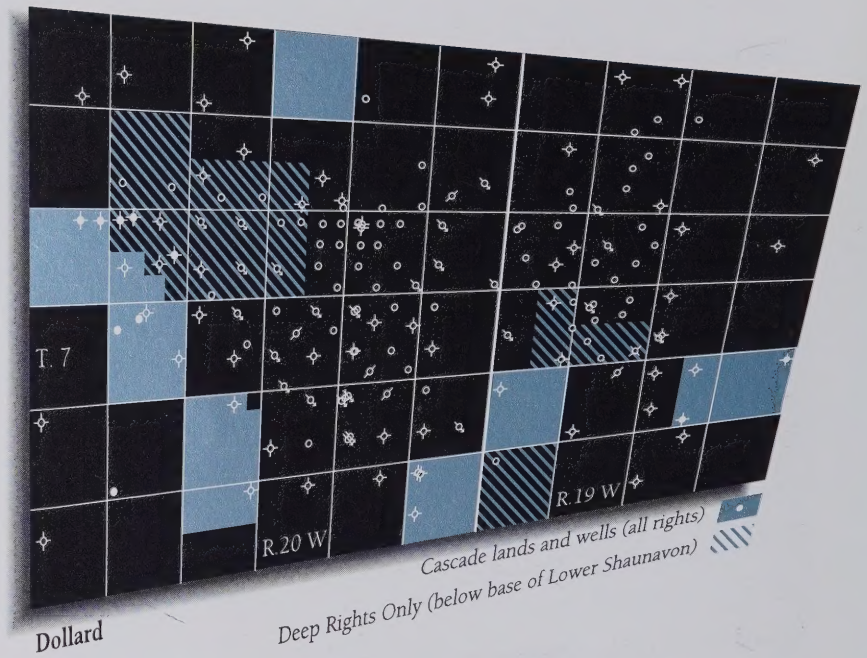 T. 7
R.19 W
R.20 W
Cascade lands and wells (all rights)
Deep Rights Only (below base of Lower Shaunavon)
Dollard